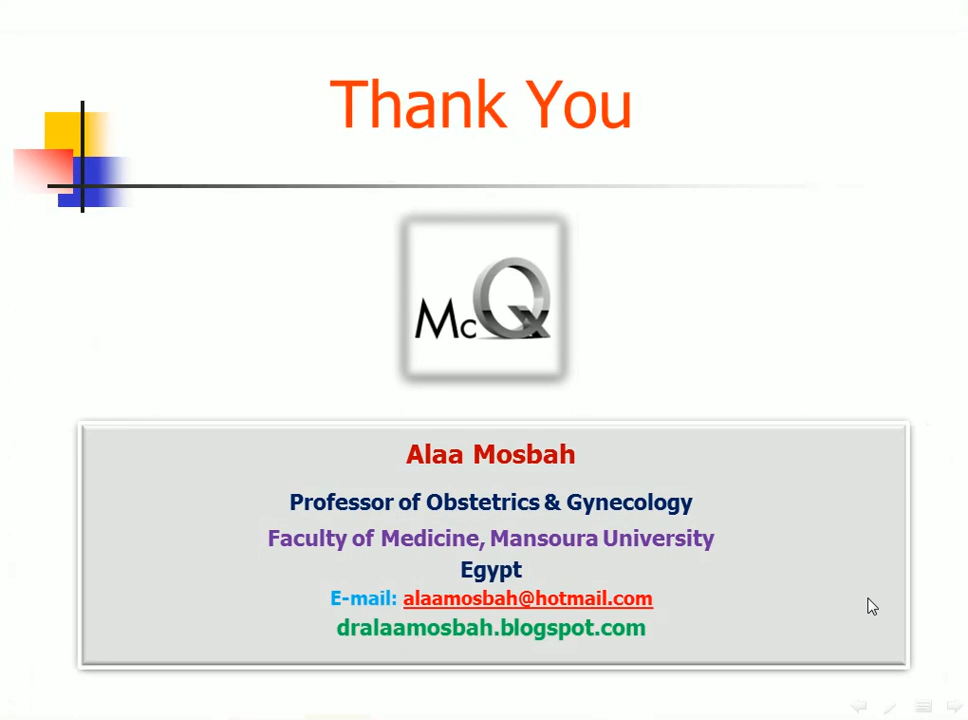 Thank You
McQ
Alaa Mosbah
Professor of Obstetrics & Gynecology
Faculty of Medicine, Mansoura University
Egypt
E-mail: alaamosbah@hotmail.com
dralaamosbah.blogspot.com